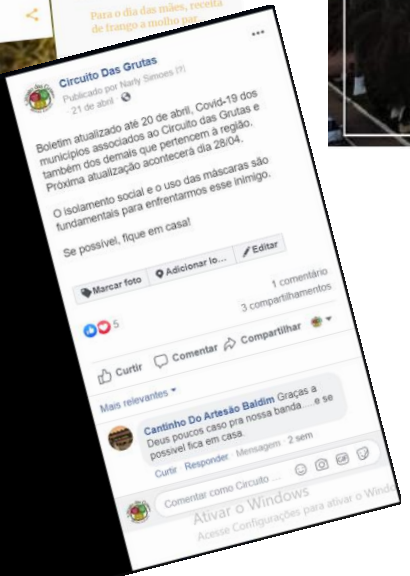 Para o dia das mães, receita
de frango a molho par
Circuito Das Grutas
Publicado por Narly Simoes [?]
· 21 de abril ·
Boletim atualizado até 20 de abril, Covid-19 dos
municípios associados ao Circuito das Grutas e
também dos demais que pertencem à região.
Próxima atualização acontecerá dia 28/04.
O isolamento social e o uso das máscaras são
fundamentais para enfrentarmos esse inimigo.
Se possível, fique em casa!
Marcar foto Adicionar lo... Editar
5
1 comentário
3 compartilhamentos
Curtir Comentar Compartilhar
Mais relevantes
Cantinho Do Artesão Baldim Graças a
Deus poucos caso pra nossa banda.....e se
possivel fica em casa.
Curtir · Responder · Mensagem · 2 sem
Comentar como Circuito ...
GIF
Ativar o Windows
Acesse Configurações para ativar o Windo